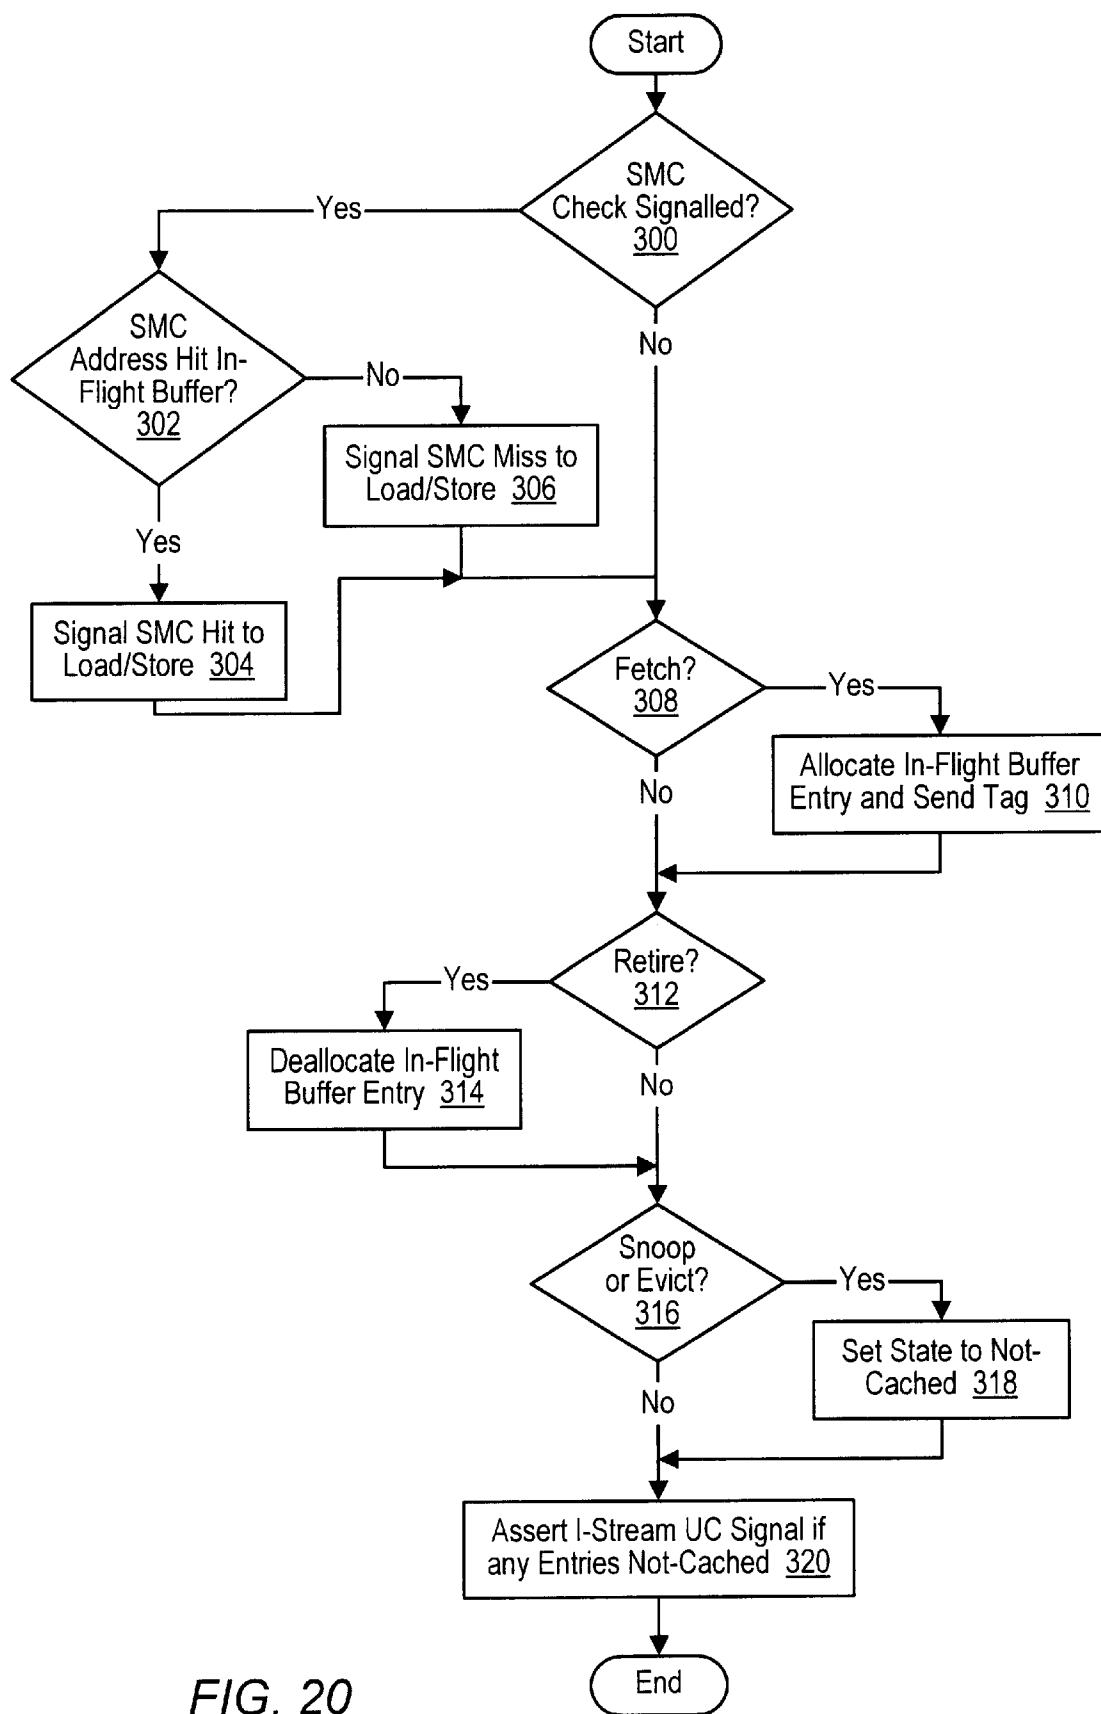 Start
SMC
Check Signalled?
300
Yes
No
SMC
Address Hit In-
Flight Buffer?
302
No
Signal SMC Miss to
Load/Store 306
Yes
Signal SMC Hit to
Load/Store 304
Fetch?
308
Yes
Allocate In-Flight Buffer
Entry and Send Tag 310
No
Retire?
312
Yes
Deallocate In-Flight
Buffer Entry 314
No
Snoop
or Evict?
316
Yes
Set State to Not-
Cached 318
No
Assert I-Stream UC Signal if
any Entries Not-Cached 320
End
FIG. 20